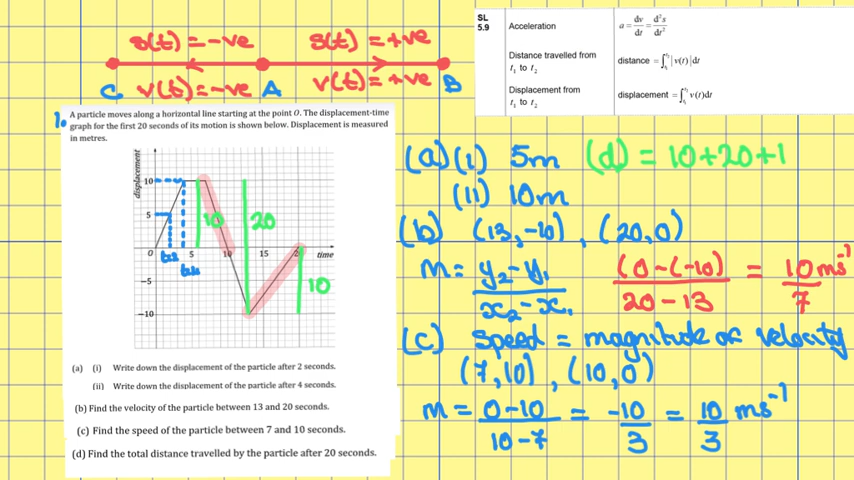 s(t) = -ve s(t) = +ve
C v(t) = -ve A v(t) = +ve B
SL
5.9
Acceleration a = dv/dt = d²s/dt²
Distance travelled from
t₁ to t₂ distance = ∫ₜ₁ᵗ² |v(t)| dt
Displacement from
t₁ to t₂ displacement = ∫ₜ₁ᵗ² v(t)dt
1. A particle moves along a horizontal line starting at the point O. The displacement-time
graph for the first 20 seconds of its motion is shown below. Displacement is measured
in metres.
displacement
10
5
O 5 10 15 20 time
-5
-10
t=2
t=4
10
20
10
(a) (i) Write down the displacement of the particle after 2 seconds.
(ii) Write down the displacement of the particle after 4 seconds.
(b) Find the velocity of the particle between 13 and 20 seconds.
(c) Find the speed of the particle between 7 and 10 seconds.
(d) Find the total distance travelled by the particle after 20 seconds.
(a) (i) 5m (d) = 10+20+1
(ii) 10m
(b) (13,-10) , (20,0)
m = y₂-y₁/x₂-x₁ (0-(-10)/20-13 = 10/7 ms⁻¹
(c) Speed = magnitude of velocity
(7,10) , (10,0)
m = 0-10/10-7 = -10/3 = 10/3 ms⁻¹